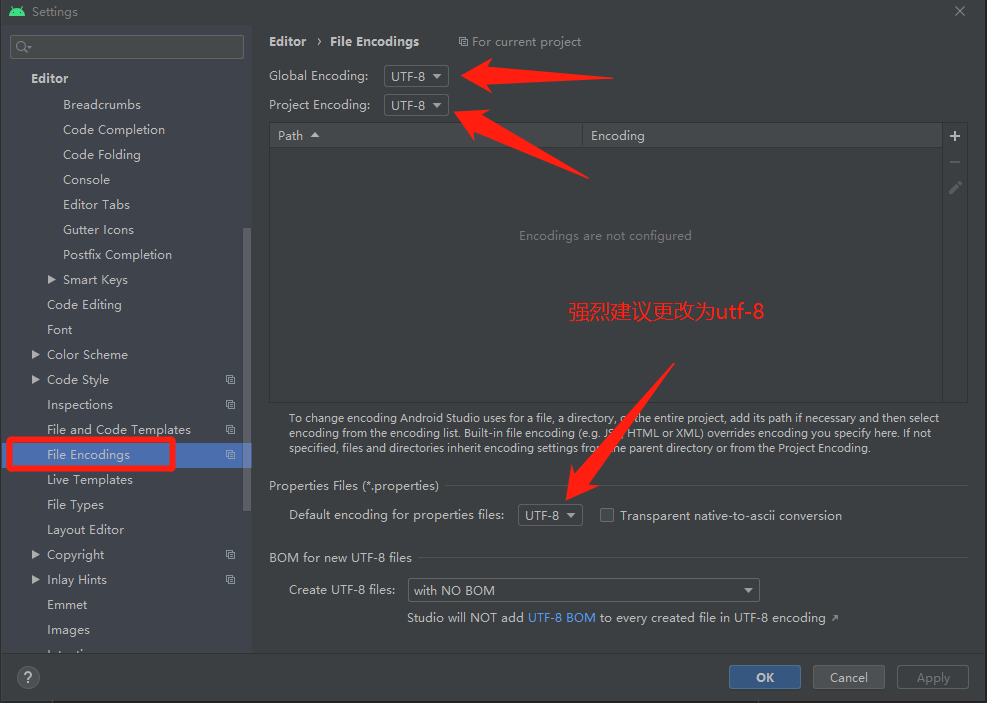 Settings
Editor
Breadcrumbs
Code Completion
Code Folding
Console
Editor Tabs
Gutter Icons
Postfix Completion
Smart Keys
Code Editing
Font
Color Scheme
Code Style
Inspections
File and Code Templates
File Encodings
Live Templates
File Types
Layout Editor
Copyright
Inlay Hints
Emmet
Images
Editor › File Encodings For current project
Global Encoding: UTF-8
Project Encoding: UTF-8
Path Encoding
Encodings are not configured
强烈建议更改为utf-8
To change encoding Android Studio uses for a file, a directory, or the entire project, add its path if necessary and then select
encoding from the encoding list. Built-in file encoding (e.g. JSP, HTML or XML) overrides encoding you specify here. If not
specified, files and directories inherit encoding settings from the parent directory or from the Project Encoding.
Properties Files (*.properties)
Default encoding for properties files: UTF-8 Transparent native-to-ascii conversion
BOM for new UTF-8 files
Create UTF-8 files: with NO BOM
Studio will NOT add UTF-8 BOM to every created file in UTF-8 encoding ↗
? OK Cancel Apply